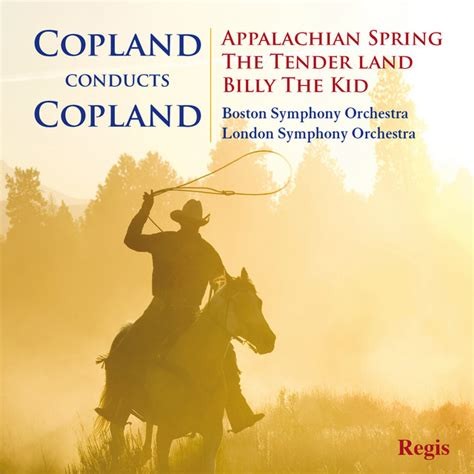 Copland
conducts
Copland
Appalachian Spring
The Tender Land
Billy The Kid
Boston Symphony Orchestra
London Symphony Orchestra
Regis